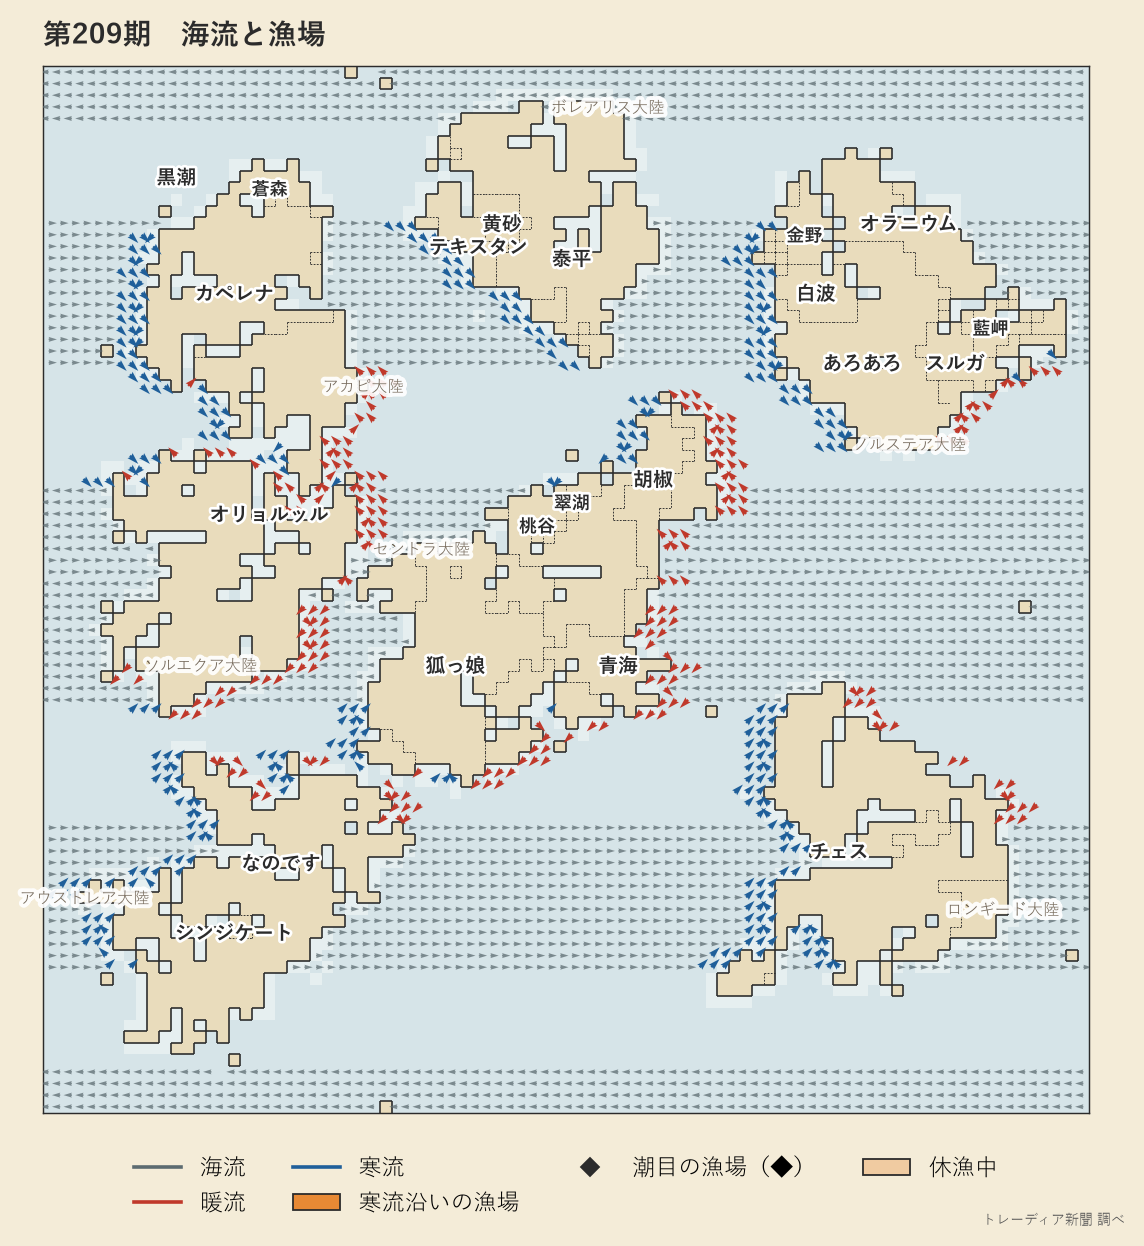 第209期 海流と漁場
ボレアリス大陸
黒潮
蒼森
黄砂
オラニウム
金野
テキスタン
泰平
カペレナ
白波
藍岬
あろあろ
スルガ
アカピ大陸
ノルステア大陸
胡椒
翠湖
オリョルッル
桃谷
セントラ大陸
ソルエクア大陸
狐っ娘
青海
なのです
チェス
アウストレア大陸
ロンギード大陸
シンジケート
海流
寒流
潮目の漁場(◆)
休漁中
暖流
寒流沿いの漁場
トレーディア新聞 調べ